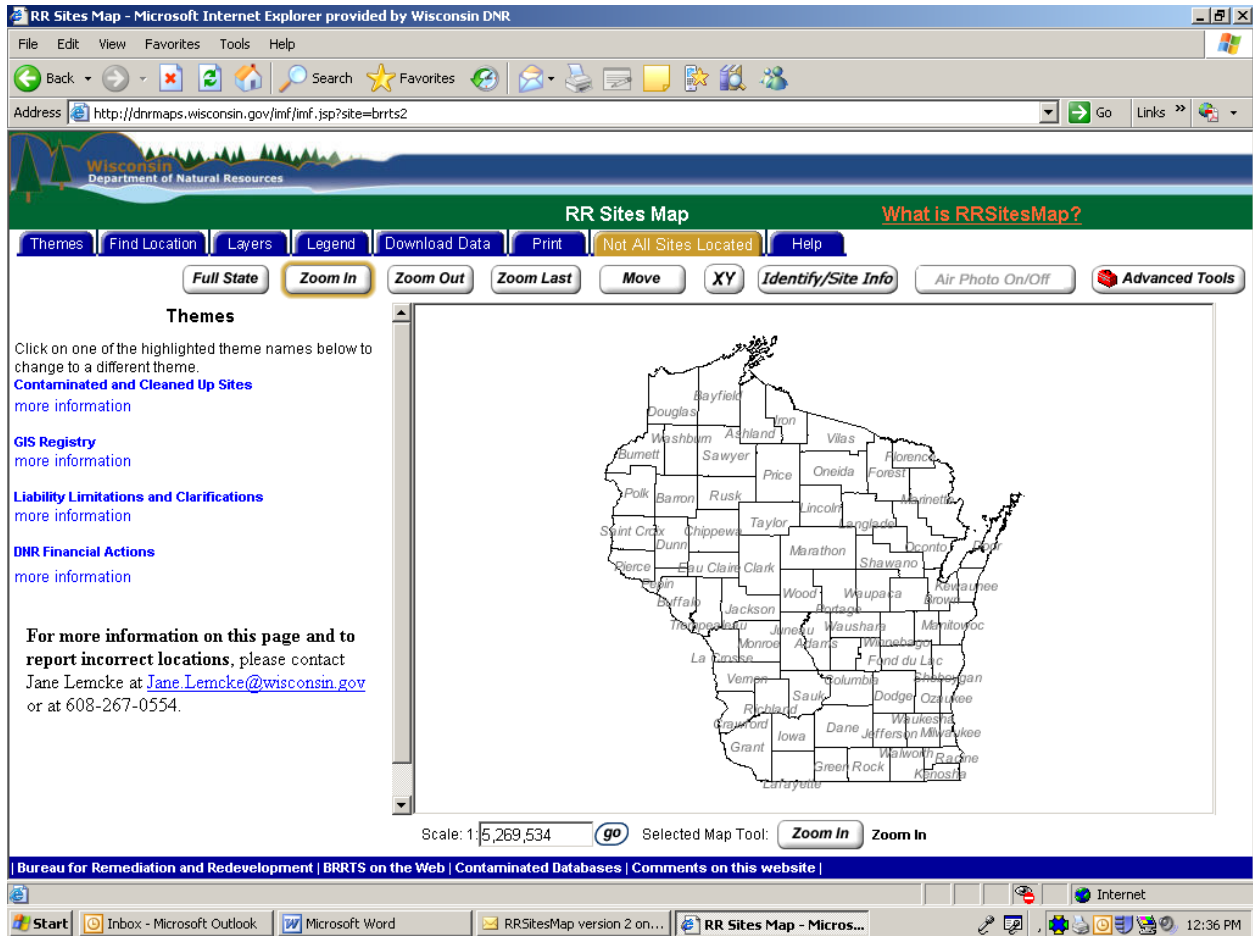 RR Sites Map - Microsoft Internet Explorer provided by Wisconsin DNR
File Edit View Favorites Tools Help
Back Search Favorites
Address http://dnrmaps.wisconsin.gov/imf/imf.jsp?site=brrts2 Go Links »
Wisconsin
Department of Natural Resources
RR Sites Map What is RRSitesMap?
Themes Find Location Layers Legend Download Data Print Not All Sites Located Help
Full State Zoom In Zoom Out Zoom Last Move XY Identify/Site Info Air Photo On/Off Advanced Tools
Themes
Click on one of the highlighted theme names below to
change to a different theme.
Contaminated and Cleaned Up Sites
more information
GIS Registry
more information
Liability Limitations and Clarifications
more information
DNR Financial Actions
more information
For more information on this page and to
report incorrect locations, please contact
Jane Lemcke at Jane.Lemcke@wisconsin.gov
or at 608-267-0554.
Bayfield
Douglas
Iron
Washburn Ashland Vilas
Burnett Sawyer Florence
Price Oneida Forest
Polk Barron Rusk Marinette
Lincoln
Saint Croix Chippewa Taylor Langlade
Dunn Marathon Oconto Door
Pierce Eau Claire Clark Shawano
Pepin Wood Waupaca Kewaunee
Buffalo Jackson Portage Brown
Trempealeau Juneau Waushara Manitowoc
Monroe Adams Winnebago
La Crosse Fond du Lac
Vernon Columbia Sheboygan
Sauk Dodge Ozaukee
Richland
Crawford Iowa Dane Jefferson Waukesha Milwaukee
Grant Walworth Racine
Green Rock Kenosha
Lafayette
Scale: 1: 5,269,534 go Selected Map Tool: Zoom In Zoom In
| Bureau for Remediation and Redevelopment | BRRTS on the Web | Contaminated Databases | Comments on this website |
Internet
Start Inbox - Microsoft Outlook Microsoft Word RRSitesMap version 2 on... RR Sites Map - Micros... 12:36 PM